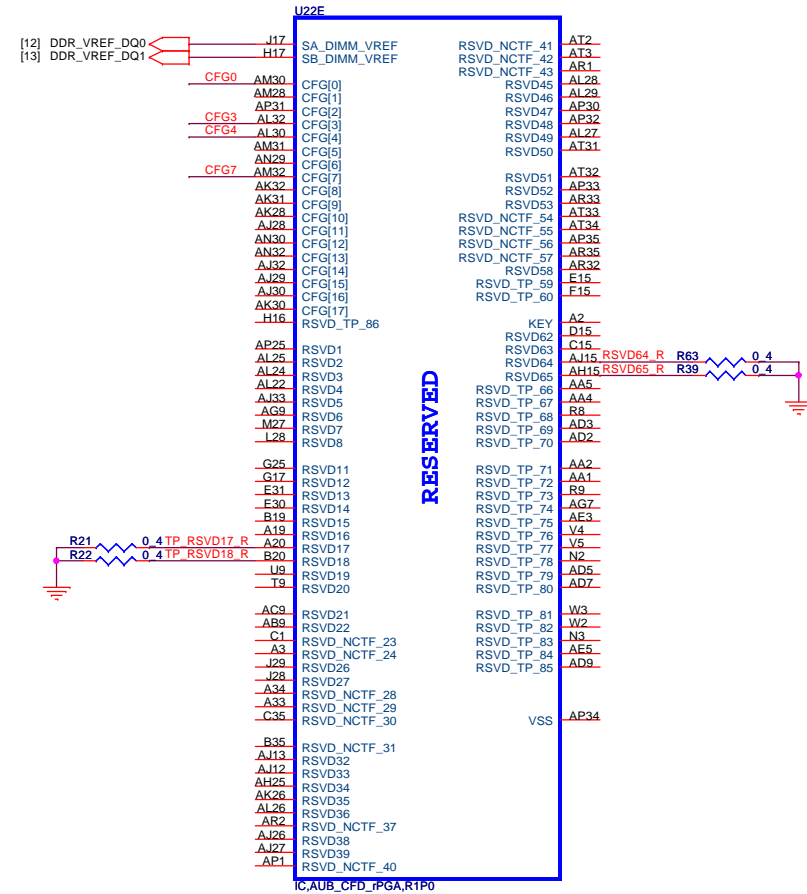 U22E
[12] DDR_VREF_DQ0 J17 SA_DIMM_VREF RSVD_NCTF_41 AT2
[13] DDR_VREF_DQ1 H17 SB_DIMM_VREF RSVD_NCTF_42 AT3
RSVD_NCTF_43 AR1
CFG0 AM30 CFG[0] RSVD45 AL28
AM28 CFG[1] RSVD46 AL29
AP31 CFG[2] RSVD47 AP30
CFG3 AL32 CFG[3] RSVD48 AP32
CFG4 AL30 CFG[4] RSVD49 AL27
AM31 CFG[5] RSVD50 AT31
AN29 CFG[6]
CFG7 AM32 CFG[7] RSVD51 AT32
AK32 CFG[8] RSVD52 AP33
AK31 CFG[9] RSVD53 AR33
AK28 CFG[10] RSVD_NCTF_54 AT33
AJ28 CFG[11] RSVD_NCTF_55 AT34
AN30 CFG[12] RSVD_NCTF_56 AP35
AN32 CFG[13] RSVD_NCTF_57 AR35
AJ32 CFG[14] RSVD58 AR32
AJ29 CFG[15] RSVD_TP_59 E15
AJ30 CFG[16] RSVD_TP_60 F15
AK30 CFG[17]
H16 RSVD_TP_86 KEY A2
RSVD62 D15
AP25 RSVD1 RSVD63 C15
AL25 RSVD2 RSVD64 AJ15 RSVD64_R R63 0_4
AL24 RSVD3 RSVD65 AH15 RSVD65_R R39 0_4
AL22 RSVD4 RSVD_TP_66 AA5
AJ33 RSVD5 RSVD_TP_67 AA4
AG9 RSVD6 RSVD_TP_68 R8
M27 RSVD7 RSVD_TP_69 AD3
L28 RSVD8 RSVD_TP_70 AD2
RESERVED
G25 RSVD11 RSVD_TP_71 AA2
G17 RSVD12 RSVD_TP_72 AA1
E31 RSVD13 RSVD_TP_73 R9
E30 RSVD14 RSVD_TP_74 AG7
B19 RSVD15 RSVD_TP_75 AE3
A19 RSVD16 RSVD_TP_76 V4
R21 0_4 TP_RSVD17_R A20 RSVD17 RSVD_TP_77 V5
R22 0_4 TP_RSVD18_R B20 RSVD18 RSVD_TP_78 N2
U9 RSVD19 RSVD_TP_79 AD5
T9 RSVD20 RSVD_TP_80 AD7
AC9 RSVD21 RSVD_TP_81 W3
AB9 RSVD22 RSVD_TP_82 W2
C1 RSVD_NCTF_23 RSVD_TP_83 N3
A3 RSVD_NCTF_24 RSVD_TP_84 AE5
J29 RSVD26 RSVD_TP_85 AD9
J28 RSVD27
A34 RSVD_NCTF_28
A33 RSVD_NCTF_29
C35 RSVD_NCTF_30 VSS AP34
B35 RSVD_NCTF_31
AJ13 RSVD32
AJ12 RSVD33
AH25 RSVD34
AK26 RSVD35
AL26 RSVD36
AR2 RSVD_NCTF_37
AJ26 RSVD38
AJ27 RSVD39
AP1 RSVD_NCTF_40
IC,AUB_CFD_rPGA,R1P0